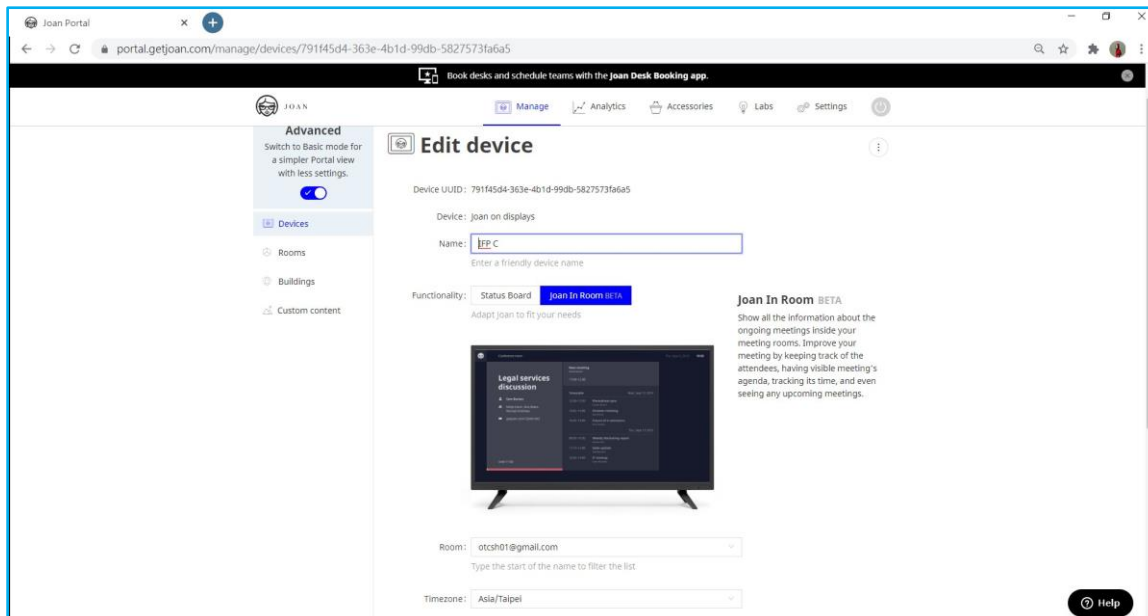 Joan Portal
portal.getjoan.com/manage/devices/791f45d4-363e-4b1d-99db-5827573fa6a5
Book desks and schedule teams with the Joan Desk Booking app.
JOAN
Manage
Analytics
Accessories
Labs
Settings
Advanced
Switch to Basic mode for
a simpler Portal view
with less settings.
Devices
Rooms
Buildings
Custom content
Edit device
Device UUID: 791f45d4-363e-4b1d-99db-5827573fa6a5
Device: Joan on displays
Name: IFP C
Enter a friendly device name
Functionality: Status Board Joan In Room BETA
Adapt Joan to fit your needs
Legal services
discussion
Joan In Room BETA
Show all the information about the
ongoing meetings inside your
meeting rooms. Improve your
meeting by keeping track of the
attendees, having visible meeting's
agenda, tracking its time, and even
seeing any upcoming meetings.
Room: otcsh01@gmail.com
Type the start of the name to filter the list
Timezone: Asia/Taipei
Help